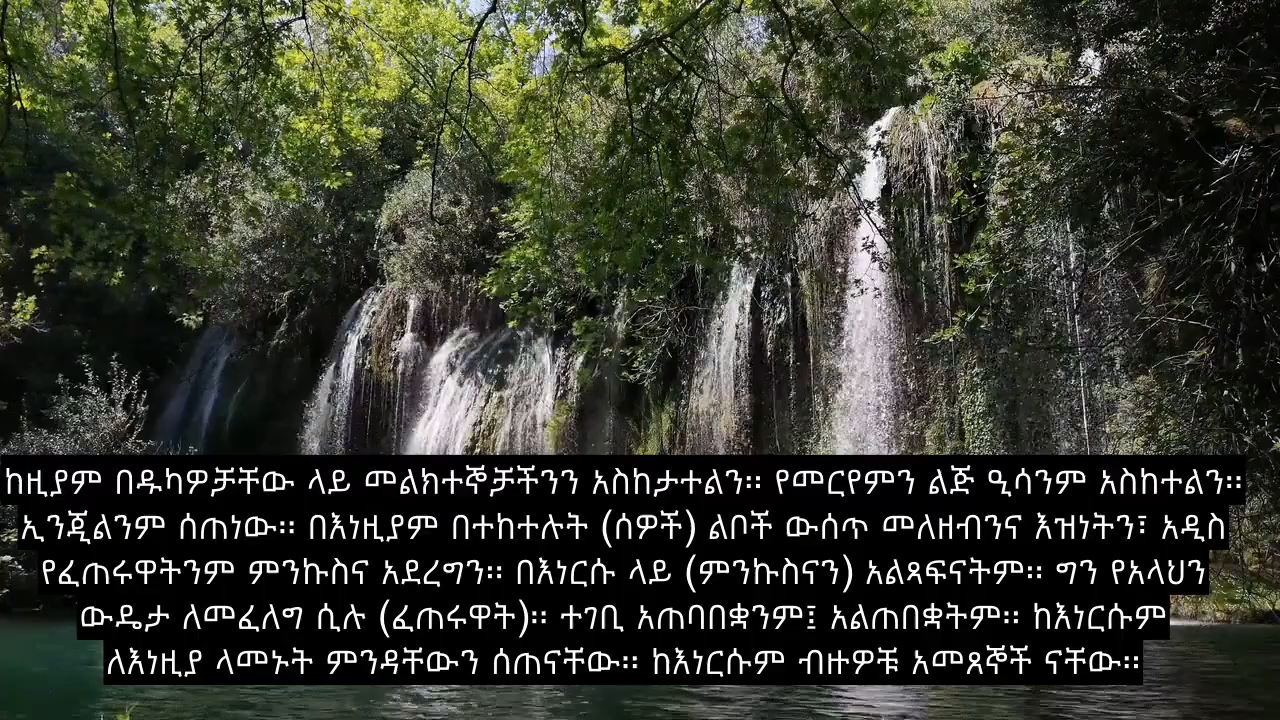 ከዚያም በዱካዎቻቸው ላይ መልክተኞቻችንን አስከታተልን፡፡ የመርየምን ልጅ ዒሳንም አስከተልን፡፡
ኢንጂልንም ሰጠነው፡፡ በእነዚያም በተከተሉት (ሰዎች) ልቦች ውሰጥ መለዘብንና እዝነትን፣ አዲስ
የፈጠሩዋትንም ምንኩስና አደረግን፡፡ በእነርሱ ላይ (ምንኩስናን) አልጻፍናትም፡፡ ግን የአላህን
ውዴታ ለመፈለግ ሲሉ (ፈጠሩዋት)፡፡ ተገቢ አጠባበቋንም፤ አልጠበቋትም፡፡ ከእነርሱም
ለእነዚያ ላመኑት ምንዳቸውን ሰጠናቸው፡፡ ከእነርሱም ብዙዎቹ አመጸኞች ናቸው፡፡